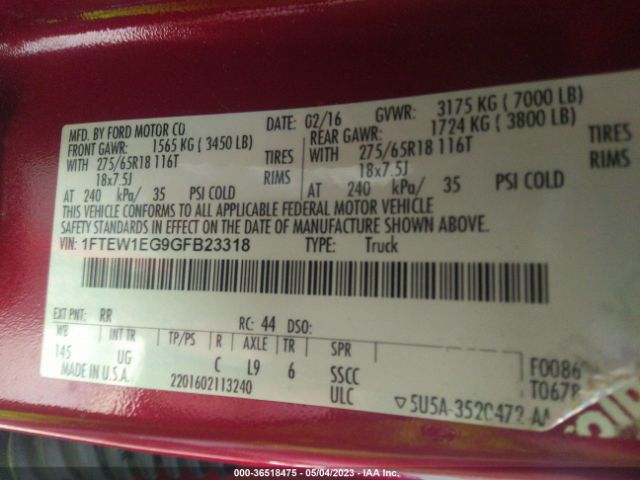 MFD. BY FORD MOTOR CO
DATE: 02/16 GVWR: 3175 KG ( 7000 LB)
FRONT GAWR: 1565 KG ( 3450 LB) REAR GAWR: 1724 KG ( 3800 LB)
WITH 275/65R18 116T TIRES WITH 275/65R18 116T TIRES
18x7.5J RIMS 18x7.5J RIMS
AT 240 kPa/ 35 PSI COLD AT 240 kPa/ 35 PSI COLD
THIS VEHICLE CONFORMS TO ALL APPLICABLE FEDERAL MOTOR VEHICLE
SAFETY STANDARDS IN EFFECT ON THE DATE OF MANUFACTURE SHOWN ABOVE.
VIN: 1FTEW1EG9GFB23318 TYPE: Truck
EXT PNT: RR RC: 44 DSO:
WB INT TR TP/PS R AXLE TR SPR
145 UG C L9 6 SSCC
MADE IN U.S.A. 2201602113240 ULC
F0086
T067
5U5A-3520472-AA
000-36518475 - 05/04/2023 - IAA Inc.